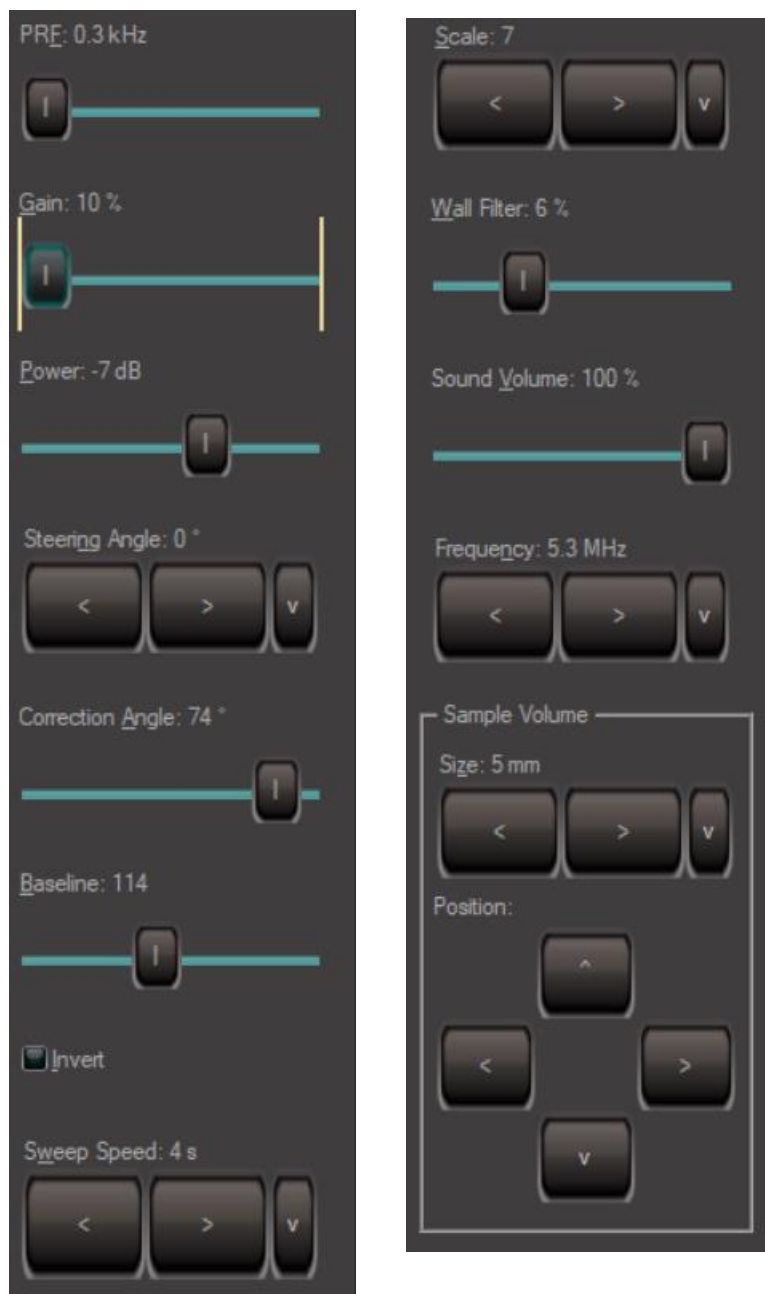 PRF: 0.3 kHz
Gain: 10 %
Power: -7 dB
Steering Angle: 0 °
< > v
Correction Angle: 74 °
Baseline: 114
Invert
Sweep Speed: 4 s
< > v
Scale: 7
< > v
Wall Filter: 6 %
Sound Volume: 100 %
Frequency: 5.3 MHz
< > v
Sample Volume
Size: 5 mm
< > v
Position:
^
< >
v